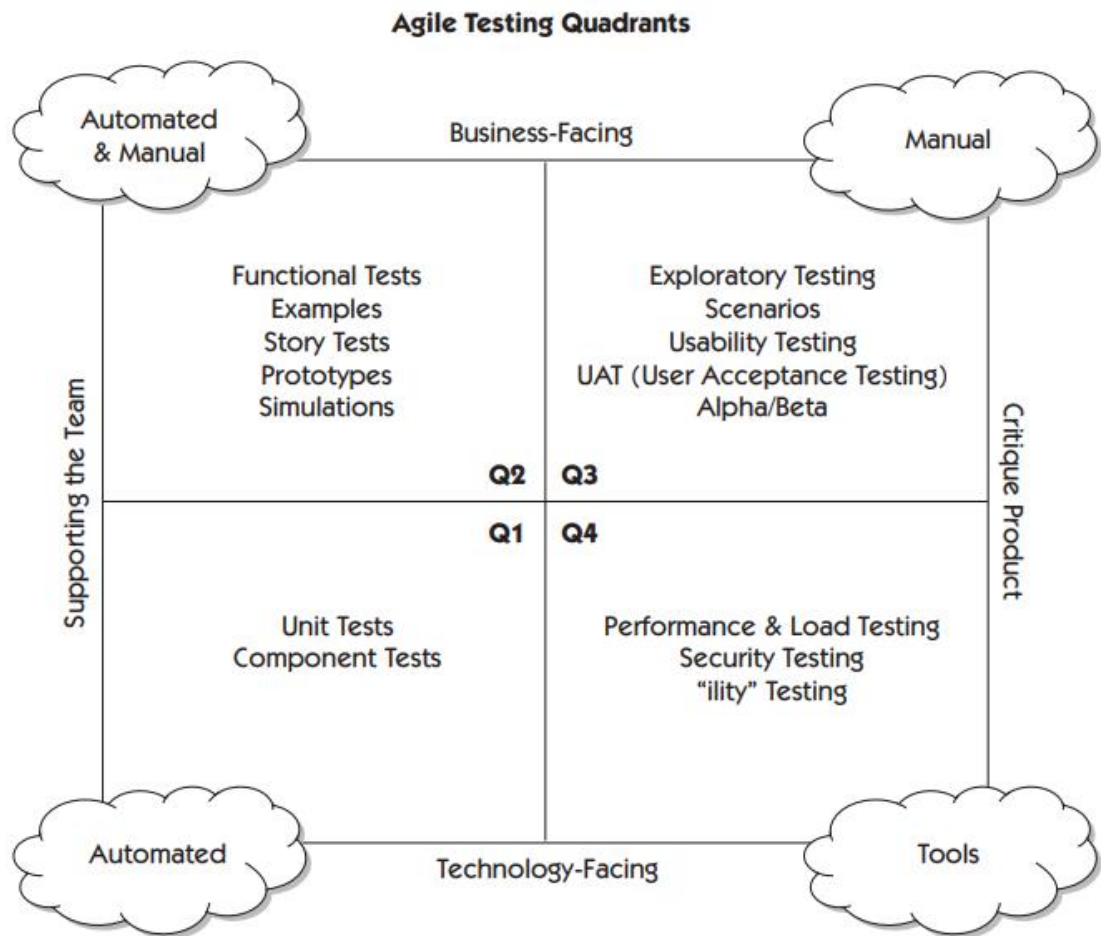 Agile Testing Quadrants
Automated
& Manual
Business-Facing
Manual
Supporting the Team
Functional Tests
Examples
Story Tests
Prototypes
Simulations
Exploratory Testing
Scenarios
Usability Testing
UAT (User Acceptance Testing)
Alpha/Beta
Critique Product
Q2
Q3
Q1
Q4
Unit Tests
Component Tests
Performance & Load Testing
Security Testing
“ility” Testing
Automated
Technology-Facing
Tools